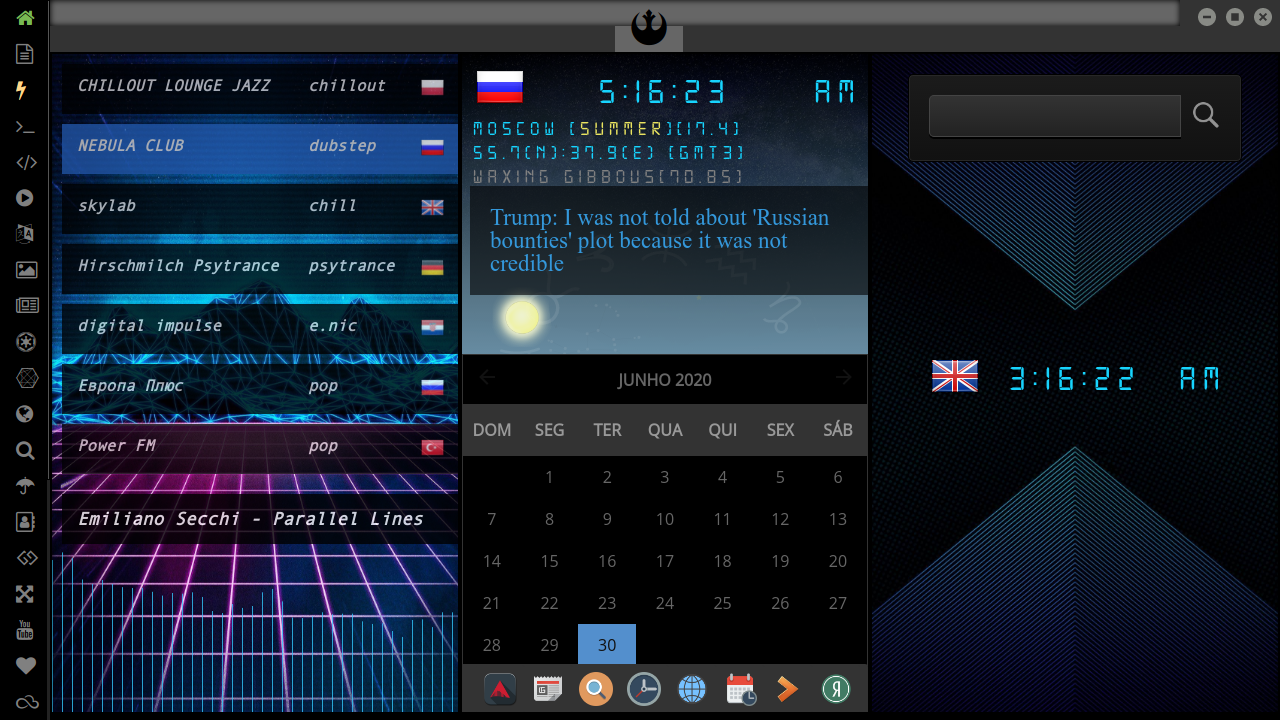 CHILLOUT LOUNGE JAZZ chillout
NEBULA CLUB dubstep
skylab chill
Hirschmilch Psytrance psytrance
digital impulse e.nic
Европа Плюс pop
Power FM pop
Emiliano Secchi - Parallel Lines
5:16:23 AM
MOSCOW (SUMMER)(17.4)
55.7(N):37.9(E) (GMT3)
WAXING GIBBOUS(70.85)
Trump: I was not told about 'Russian
bounties' plot because it was not
credible
JUNHO 2020
DOM SEG TER QUA QUI SEX SÁB
1 2 3 4 5 6
7 8 9 10 11 12 13
14 15 16 17 18 19 20
21 22 23 24 25 26 27
28 29 30
3:16:22 AM
You
Tube
Я